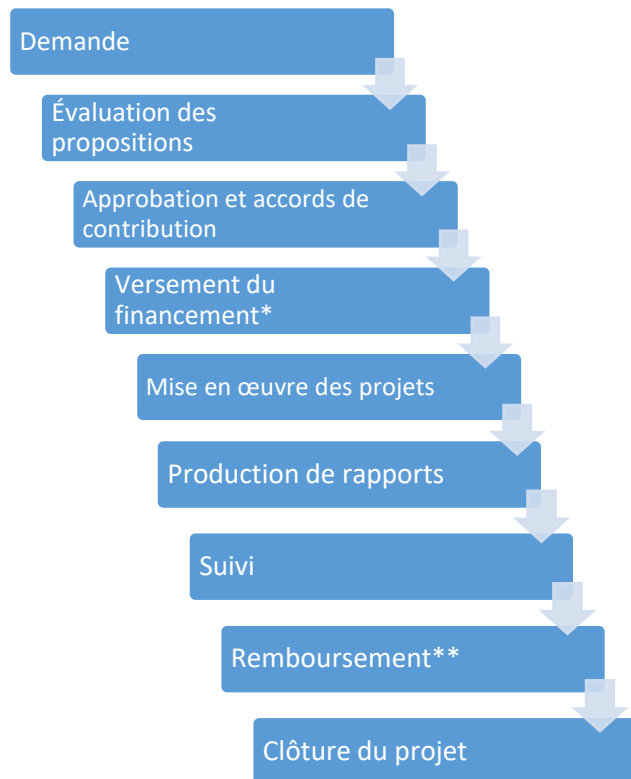 Demande
Évaluation des
propositions
Approbation et accords de
contribution
Versement du
financement*
Mise en œuvre des projets
Production de rapports
Suivi
Remboursement**
Clôture du projet